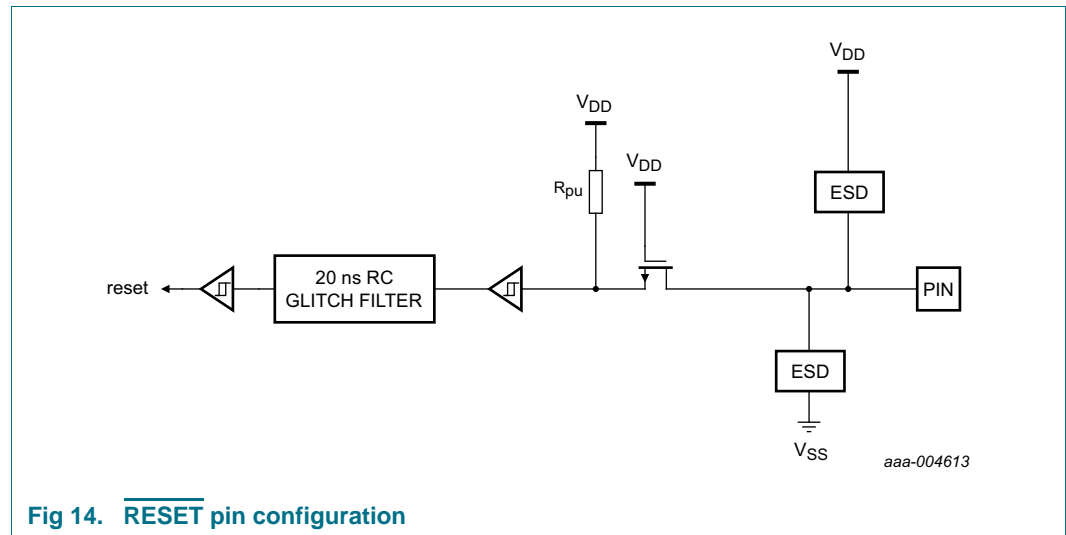 VDD
VDD
VDD
Rpu
ESD
reset
20 ns RC
GLITCH FILTER
PIN
ESD
VSS
aaa-004613
Fig 14. RESET pin configuration